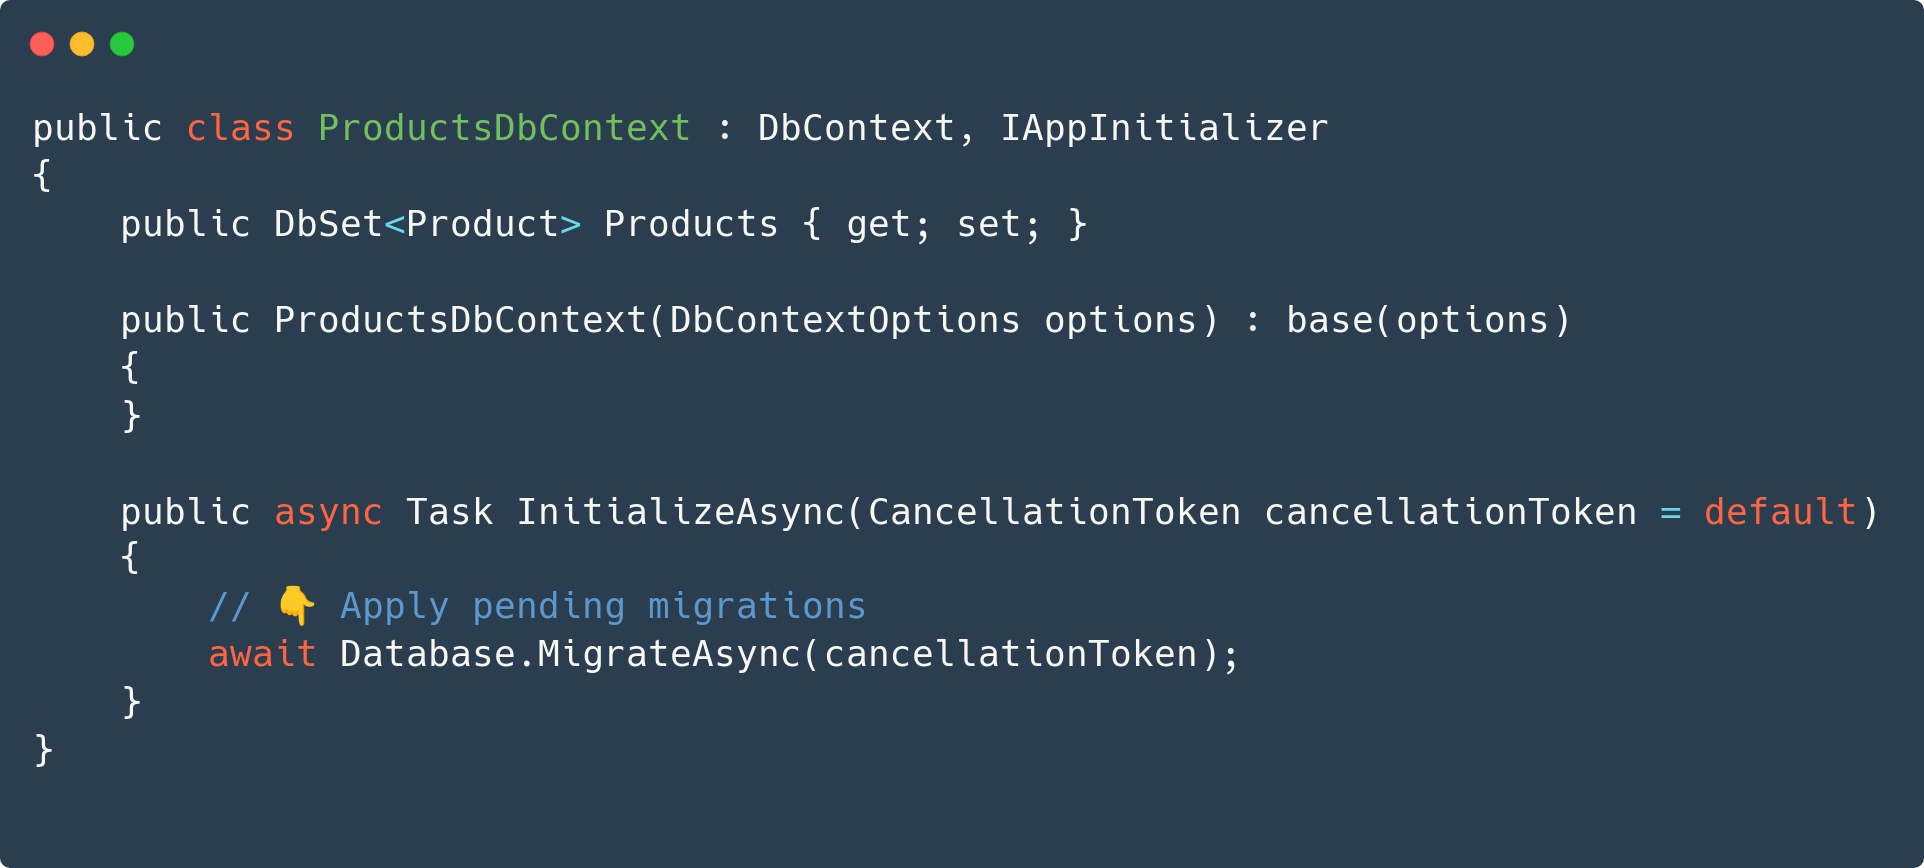 public class ProductsDbContext : DbContext, IAppInitializer
{
    public DbSet<Product> Products { get; set; }

    public ProductsDbContext(DbContextOptions options) : base(options)
    {
    }

    public async Task InitializeAsync(CancellationToken cancellationToken = default)
    {
        // 👇 Apply pending migrations
        await Database.MigrateAsync(cancellationToken);
    }
}